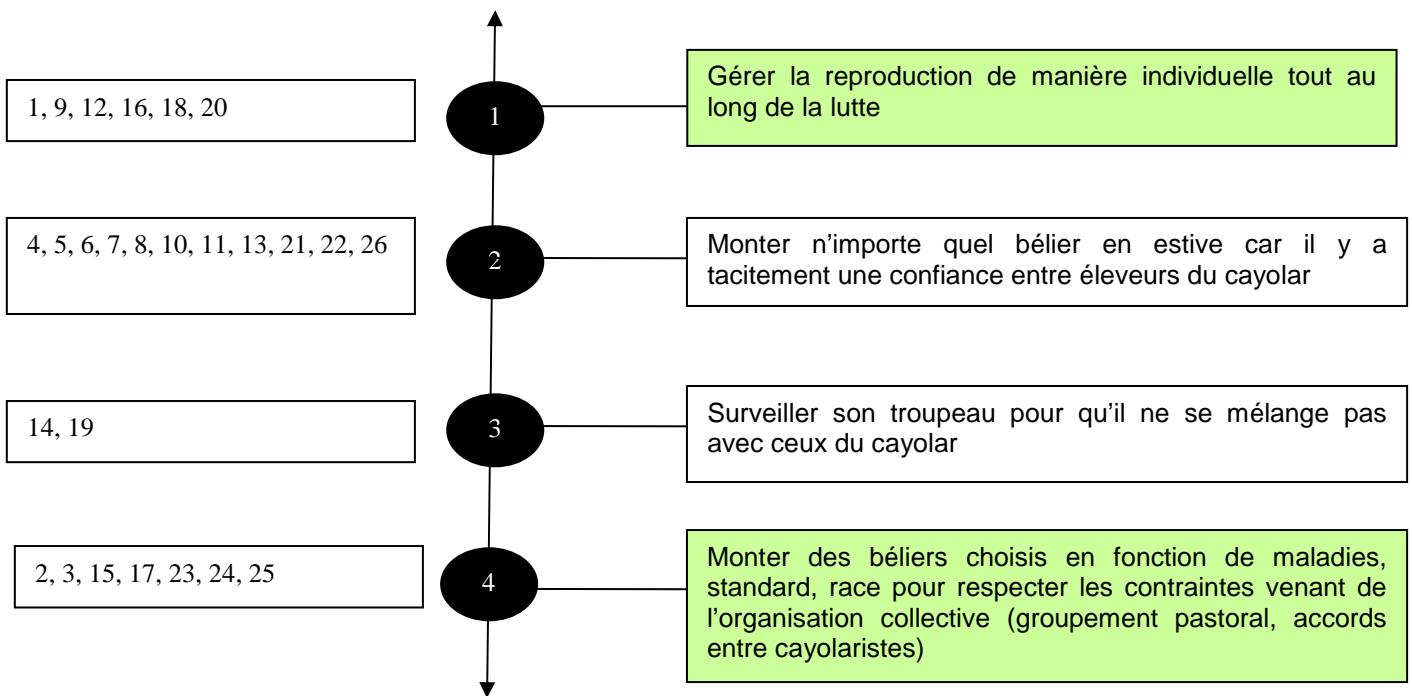 1, 9, 12, 16, 18, 20
1
Gérer la reproduction de manière individuelle tout au
long de la lutte
4, 5, 6, 7, 8, 10, 11, 13, 21, 22, 26
2
Monter n’importe quel bélier en estive car il y a
tacitement une confiance entre éleveurs du cayolar
14, 19
3
Surveiller son troupeau pour qu’il ne se mélange pas
avec ceux du cayolar
2, 3, 15, 17, 23, 24, 25
4
Monter des béliers choisis en fonction de maladies,
standard, race pour respecter les contraintes venant de
l’organisation collective (groupement pastoral, accords
entre cayolaristes)